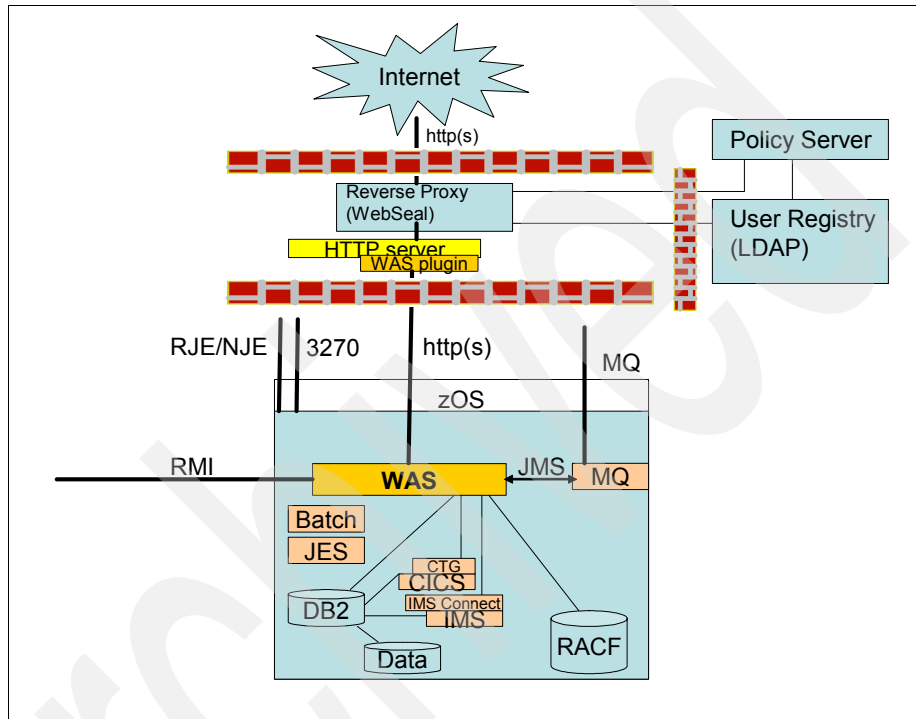 Internet
http(s)
Policy Server
Reverse Proxy
(WebSeal)
User Registry
(LDAP)
HTTP server
WAS plugin
RJE/NJE
3270
http(s)
MQ
zOS
RMI
WAS
JMS
MQ
Batch
JES
CTG
CICS
DB2
IMS Connect
IMS
RACF
Data
archived